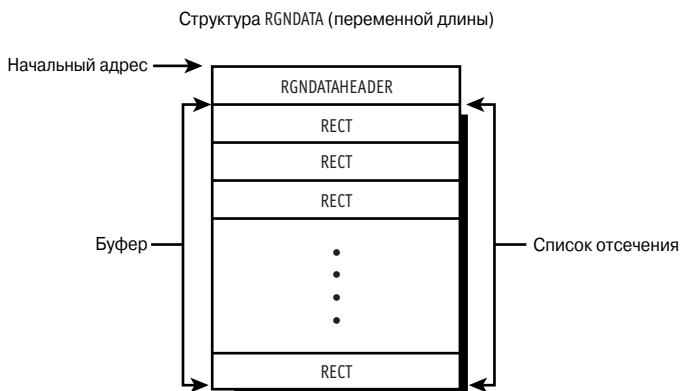 Структура RGNDATA (переменной длины)
Начальный адрес
RGNDATAHEADER
RECT
RECT
RECT
Буфер
Список отсечения
RECT